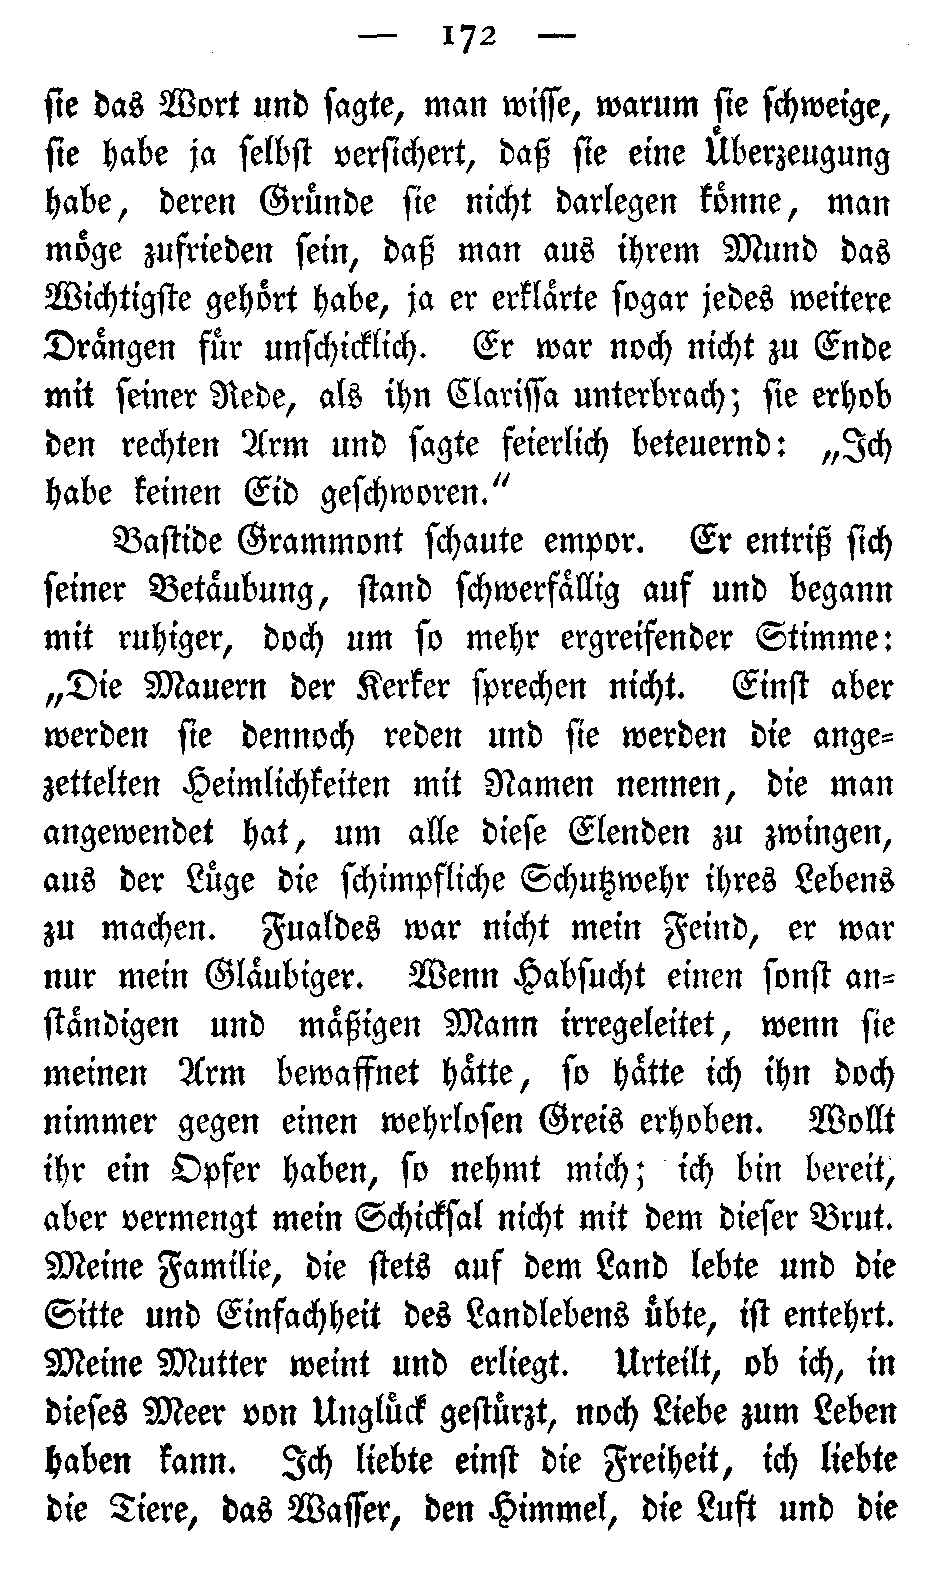 — 172 —
sie das Wort und sagte, man wisse, warum sie schweige,
sie habe ja selbst versichert, daß sie eine Überzeugung
habe, deren Gründe sie nicht darlegen könne, man
möge zufrieden sein, daß man aus ihrem Mund das
Wichtigste gehört habe, ja er erklärte sogar jedes weitere
Drängen für unschicklich. Er war noch nicht zu Ende
mit seiner Rede, als ihn Clarissa unterbrach; sie erhob
den rechten Arm und sagte feierlich beteuernd: „Ich
habe keinen Eid geschworen.“
Bastide Grammont schaute empor. Er entriß sich
seiner Betäubung, stand schwerfällig auf und begann
mit ruhiger, doch um so mehr ergreifender Stimme:
„Die Mauern der Kerker sprechen nicht. Einst aber
werden sie dennoch reden und sie werden die ange-
zettelten Heimlichkeiten mit Namen nennen, die man
angewendet hat, um alle diese Elenden zu zwingen,
aus der Lüge die schimpfliche Schutzwehr ihres Lebens
zu machen. Fualdes war nicht mein Feind, er war
nur mein Gläubiger. Wenn Habsucht einen sonst an-
ständigen und mäßigen Mann irregeleitet, wenn sie
meinen Arm bewaffnet hätte, so hätte ich ihn doch
nimmer gegen einen wehrlosen Greis erhoben. Wollt
ihr ein Opfer haben, so nehmt mich; ich bin bereit,
aber vermengt mein Schicksal nicht mit dem dieser Brut.
Meine Familie, die stets auf dem Land lebte und die
Sitte und Einfachheit des Landlebens übte, ist entehrt.
Meine Mutter weint und erliegt. Urteilt, ob ich, in
dieses Meer von Unglück gestürzt, noch Liebe zum Leben
haben kann. Ich liebte einst die Freiheit, ich liebte
die Tiere, das Wasser, den Himmel, die Luft und die